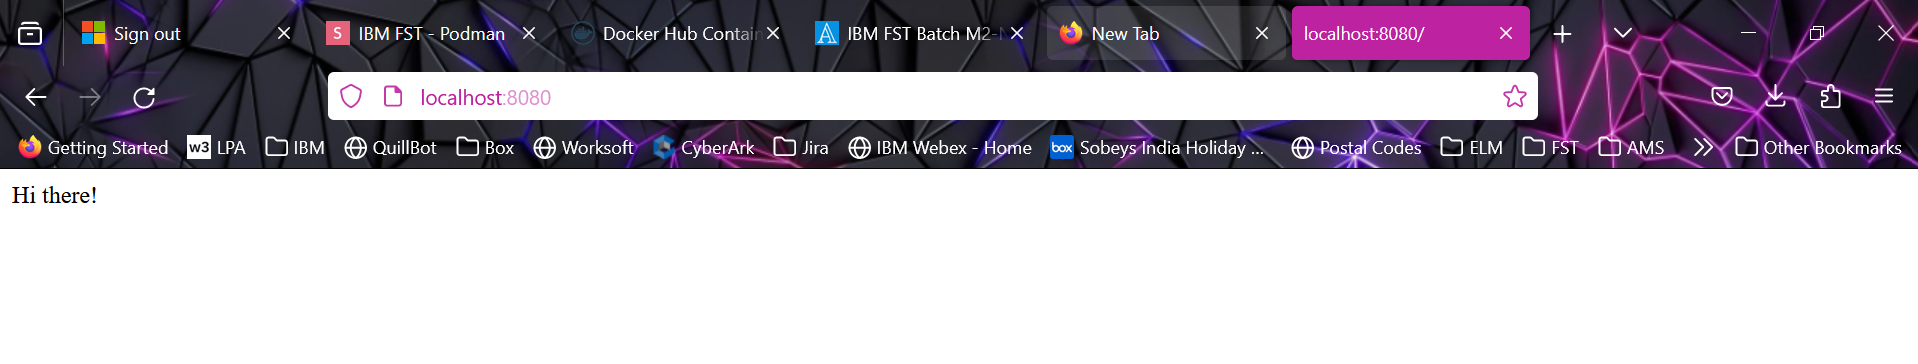 Sign out
S IBM FST - Podman
Docker Hub Contain
IBM FST Batch M2-
New Tab
localhost:8080/
localhost:8080
Getting Started w3 LPA IBM QuillBot Box Worksoft CyberArk Jira IBM Webex - Home box Sobeys India Holiday ... Postal Codes ELM FST AMS Other Bookmarks
Hi there!